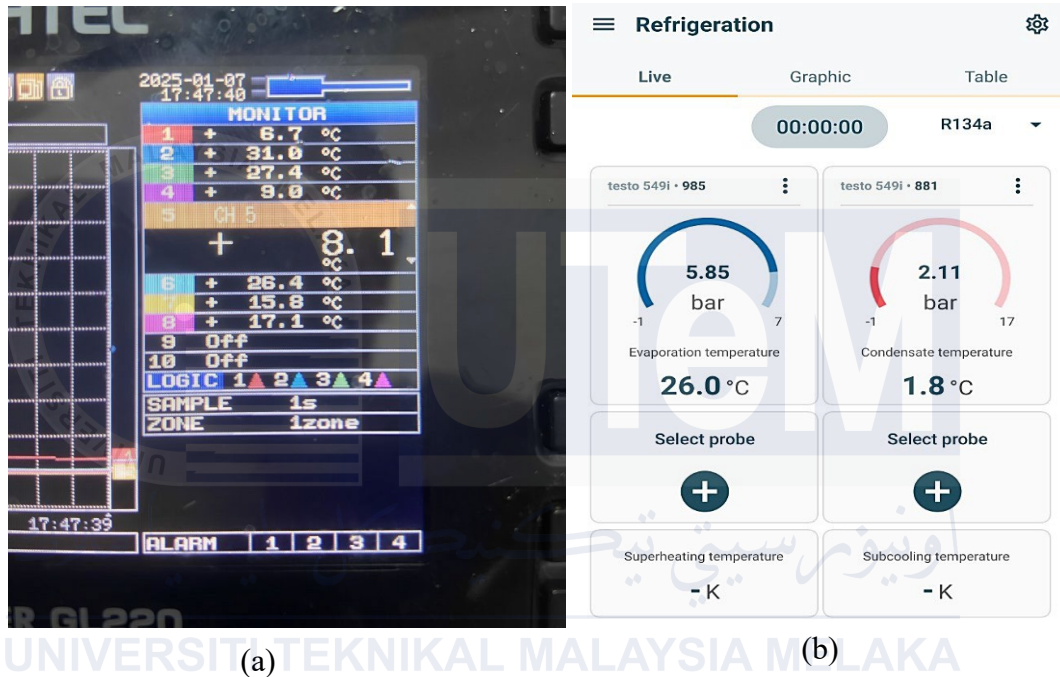 ATEC
2025-01-07
17:47:40
MONITOR
1 + 6.7 °C
2 + 31.0 °C
3 + 27.4 °C
4 + 9.0 °C
5 CH 5
+ 8. 1
°C
6 + 26.4 °C
7 + 15.8 °C
8 + 17.1 °C
9 Off
10 Off
LOGIC 1 2 3 4
SAMPLE 1s
ZONE 1zone
17:47:39
ALARM 1 2 3 4
ER GL220
(a)
Refrigeration
Live Graphic Table
00:00:00 R134a
testo 549i • 985
5.85
bar
-1 7
Evaporation temperature
26.0 °C
testo 549i • 881
2.11
bar
-1 17
Condensate temperature
1.8 °C
Select probe
Select probe
Superheating temperature
- K
Subcooling temperature
- K
(b)
UTeM
UNIVERSITI TEKNIKAL MALAYSIA MELAKA